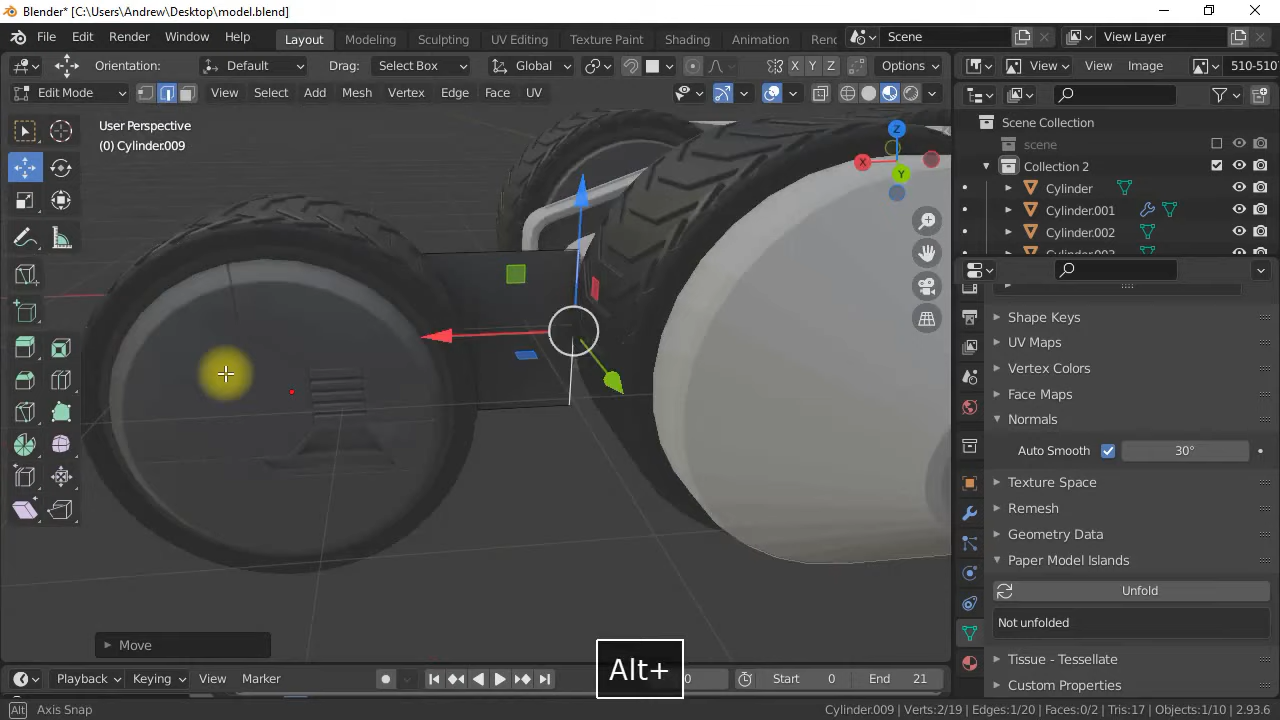 Blender* [C:\Users\Andrew\Desktop\model.blend]
File Edit Render Window Help Layout Modeling Sculpting UV Editing Texture Paint Shading Animation Scene View Layer
Orientation: Default Drag: Select Box Global X Y Z Options View View Image
Edit Mode View Select Add Mesh Vertex Edge Face UV
User Perspective
(0) Cylinder.009
Z
X
Y
Scene Collection
scene
Collection 2
Cylinder
Cylinder.001
Cylinder.002
Shape Keys
UV Maps
Vertex Colors
Face Maps
Normals
Auto Smooth 30°
Texture Space
Remesh
Geometry Data
Paper Model Islands
Unfold
Not unfolded
Tissue - Tessellate
Custom Properties
Move
Alt+
Playback Keying View Marker 0 Start 0 End 21
Alt Axis Snap Cylinder.009 | Verts:2/19 | Edges:1/20 | Faces:0/2 | Tris:17 | Objects:1/10 | 2.93.6